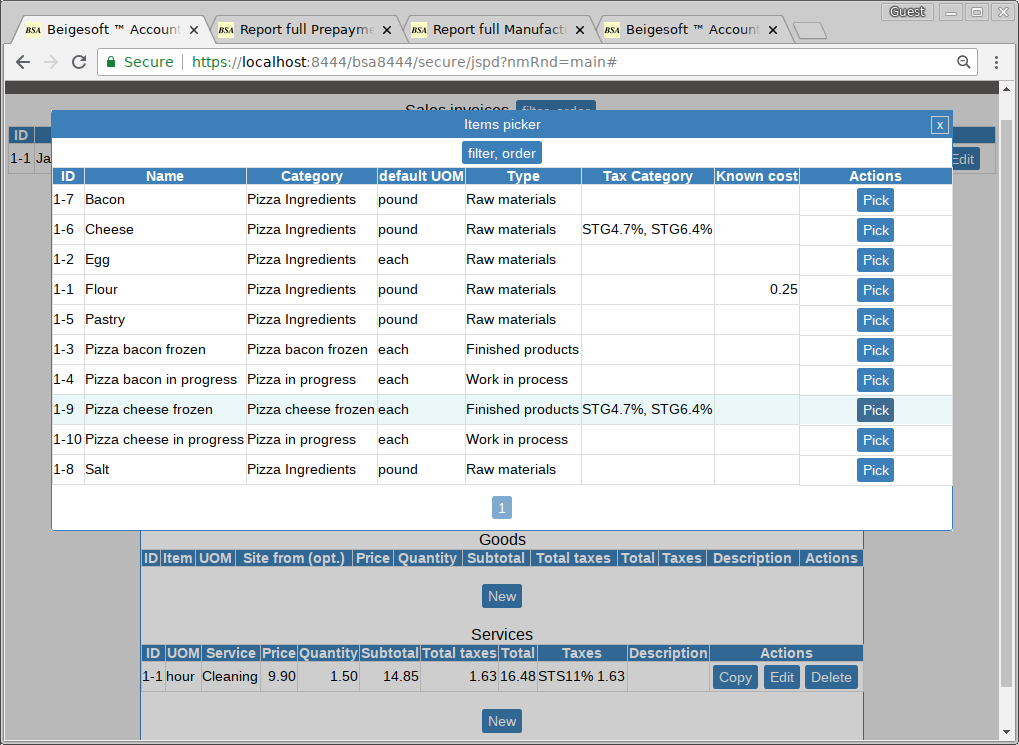 Guest
BSA Beigesoft ™ Account
BSA Report full Prepayme
BSA Report full Manufact
BSA Beigesoft ™ Account
Secure https://localhost:8444/bsa8444/secure/jspd?nmRnd=main#
Sales invoices filter, order
ID
1-1 Ja Edit
Items picker x
filter, order
ID Name Category default UOM Type Tax Category Known cost Actions
1-7 Bacon Pizza Ingredients pound Raw materials Pick
1-6 Cheese Pizza Ingredients pound Raw materials STG4.7%, STG6.4% Pick
1-2 Egg Pizza Ingredients each Raw materials Pick
1-1 Flour Pizza Ingredients pound Raw materials 0.25 Pick
1-5 Pastry Pizza Ingredients pound Raw materials Pick
1-3 Pizza bacon frozen Pizza bacon frozen each Finished products Pick
1-4 Pizza bacon in progress Pizza in progress each Work in process Pick
1-9 Pizza cheese frozen Pizza cheese frozen each Finished products STG4.7%, STG6.4% Pick
1-10 Pizza cheese in progress Pizza in progress each Work in process Pick
1-8 Salt Pizza Ingredients pound Raw materials Pick
1
Goods
ID Item UOM Site from (opt.) Price Quantity Subtotal Total taxes Total Taxes Description Actions
New
Services
ID UOM Service Price Quantity Subtotal Total taxes Total Taxes Description Actions
1-1 hour Cleaning 9.90 1.50 14.85 1.63 16.48 STS11% 1.63 Copy Edit Delete
New